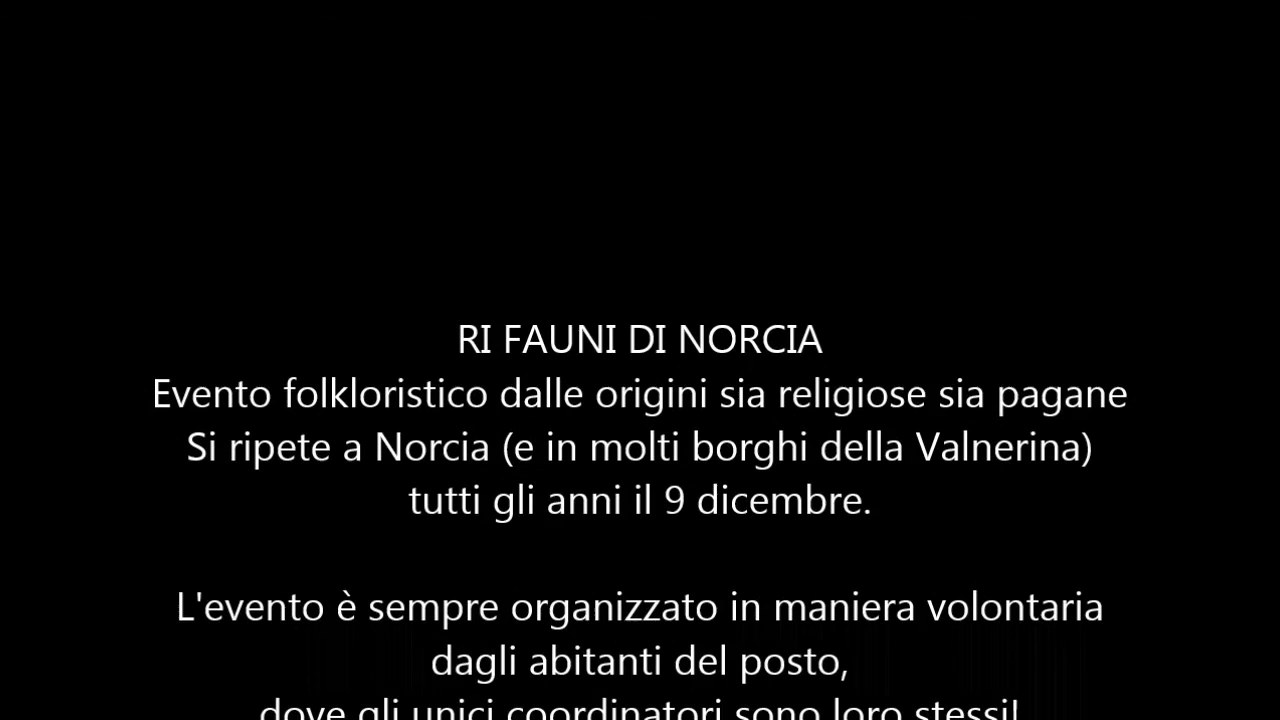 RI FAUNI DI NORCIA
Evento folkloristico dalle origini sia religiose sia pagane
Si ripete a Norcia (e in molti borghi della Valnerina)
tutti gli anni il 9 dicembre.
L'evento è sempre organizzato in maniera volontaria
dagli abitanti del posto,
dove gli unici coordinatori sono loro stessi!